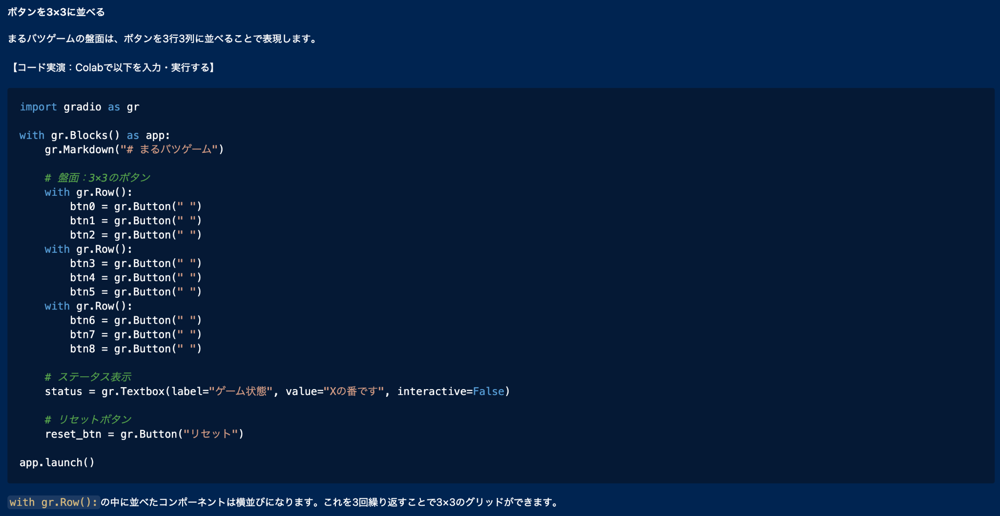 ボタンを3×3に並べる
まるバツゲームの盤面は、ボタンを3行3列に並べることで表現します。
【コード実演：Colabで以下を入力・実行する】
import gradio as gr
with gr.Blocks() as app:
    gr.Markdown("# まるバツゲーム")
    # 盤面：3×3のボタン
    with gr.Row():
        btn0 = gr.Button(" ")
        btn1 = gr.Button(" ")
        btn2 = gr.Button(" ")
    with gr.Row():
        btn3 = gr.Button(" ")
        btn4 = gr.Button(" ")
        btn5 = gr.Button(" ")
    with gr.Row():
        btn6 = gr.Button(" ")
        btn7 = gr.Button(" ")
        btn8 = gr.Button(" ")
    # ステータス表示
    status = gr.Textbox(label="ゲーム状態", value="Xの番です", interactive=False)
    # リセットボタン
    reset_btn = gr.Button("リセット")
app.launch()
with gr.Row():の中に並べたコンポーネントは横並びになります。これを3回繰り返すことで3×3のグリッドができます。